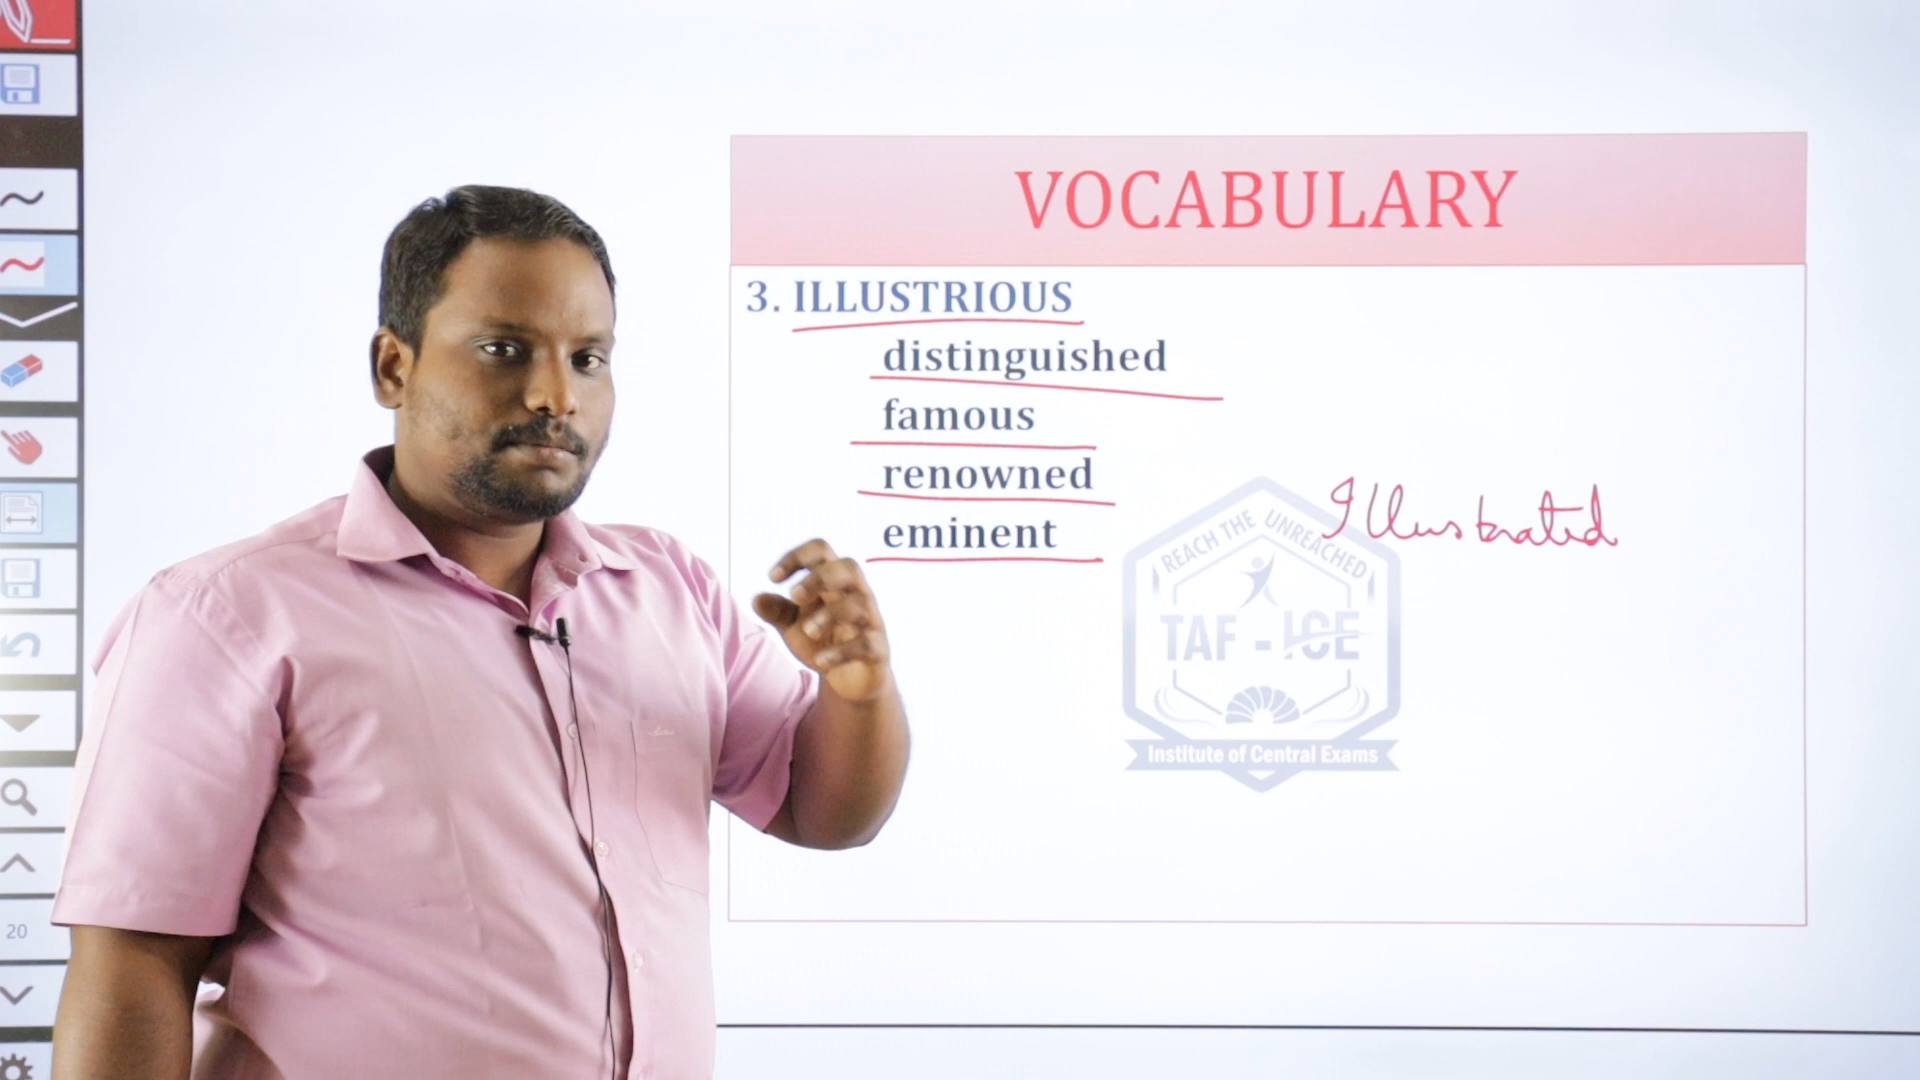 VOCABULARY
3. ILLUSTRIOUS
distinguished
famous
renowned
eminent
Illustrated
REACH THE UNREACHED
TAF - ICE
Institute of Central Exams
20